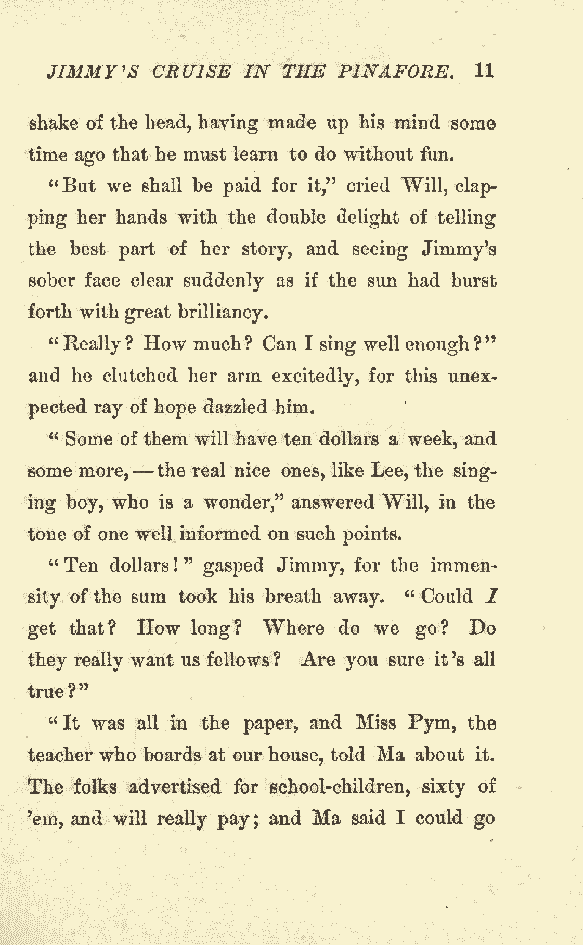 JIMMY'S CRUISE IN THE PINAFORE. 11
shake of the head, having made up his mind some
time ago that he must learn to do without fun.
"But we shall be paid for it," cried Will, clap-
ping her hands with the double delight of telling
the best part of her story, and seeing Jimmy's
sober face clear suddenly as if the sun had burst
forth with great brilliancy.
"Really? How much? Can I sing well enough?"
and he clutched her arm excitedly, for this unex-
pected ray of hope dazzled him.
"Some of them will have ten dollars a week, and
some more,—the real nice ones, like Lee, the sing-
ing boy, who is a wonder," answered Will, in the
tone of one well informed on such points.
"Ten dollars!" gasped Jimmy, for the immen-
sity of the sum took his breath away. "Could I
get that? How long? Where do we go? Do
they really want us fellows? Are you sure it's all
true?"
"It was all in the paper, and Miss Pym, the
teacher who boards at our house, told Ma about it.
The folks advertised for school-children, sixty of
'em, and will really pay; and Ma said I could go